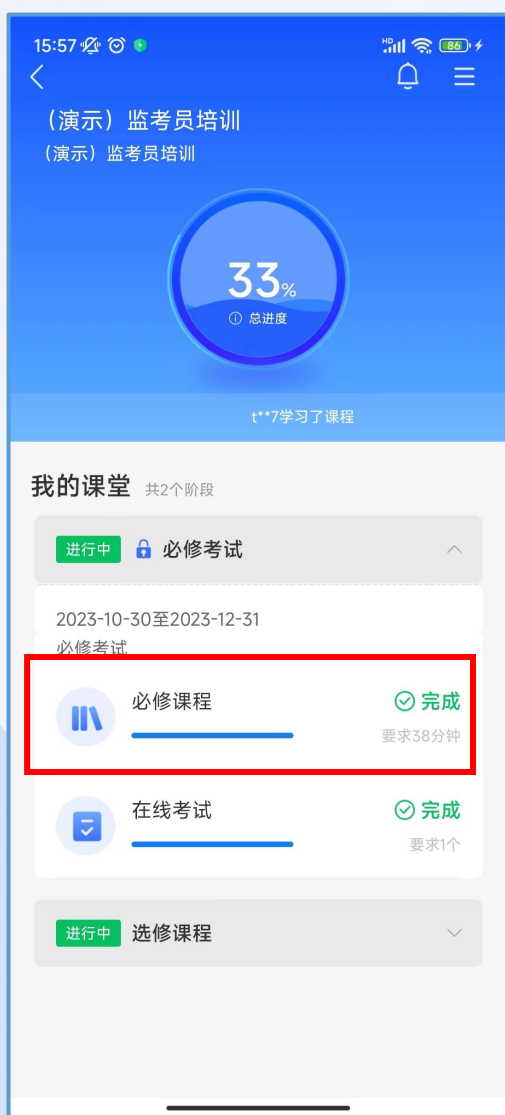 15:57
HD 86
（演示）监考员培训
（演示）监考员培训
33%
总进度
t**7学习了课程
我的课堂 共2个阶段
进行中 必修考试
2023-10-30至2023-12-31
必修考试
必修课程 完成
要求38分钟
在线考试 完成
要求1个
进行中 选修课程